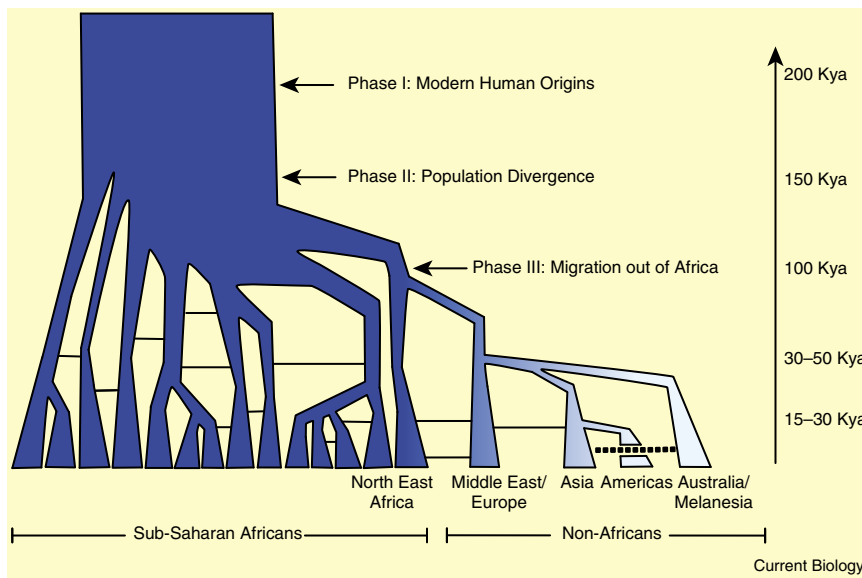 Phase I: Modern Human Origins
200 Kya
Phase II: Population Divergence
150 Kya
Phase III: Migration out of Africa
100 Kya
30–50 Kya
15–30 Kya
North East
Africa
Middle East/
Europe
Asia
Americas
Australia/
Melanesia
Sub-Saharan Africans
Non-Africans
Current Biology